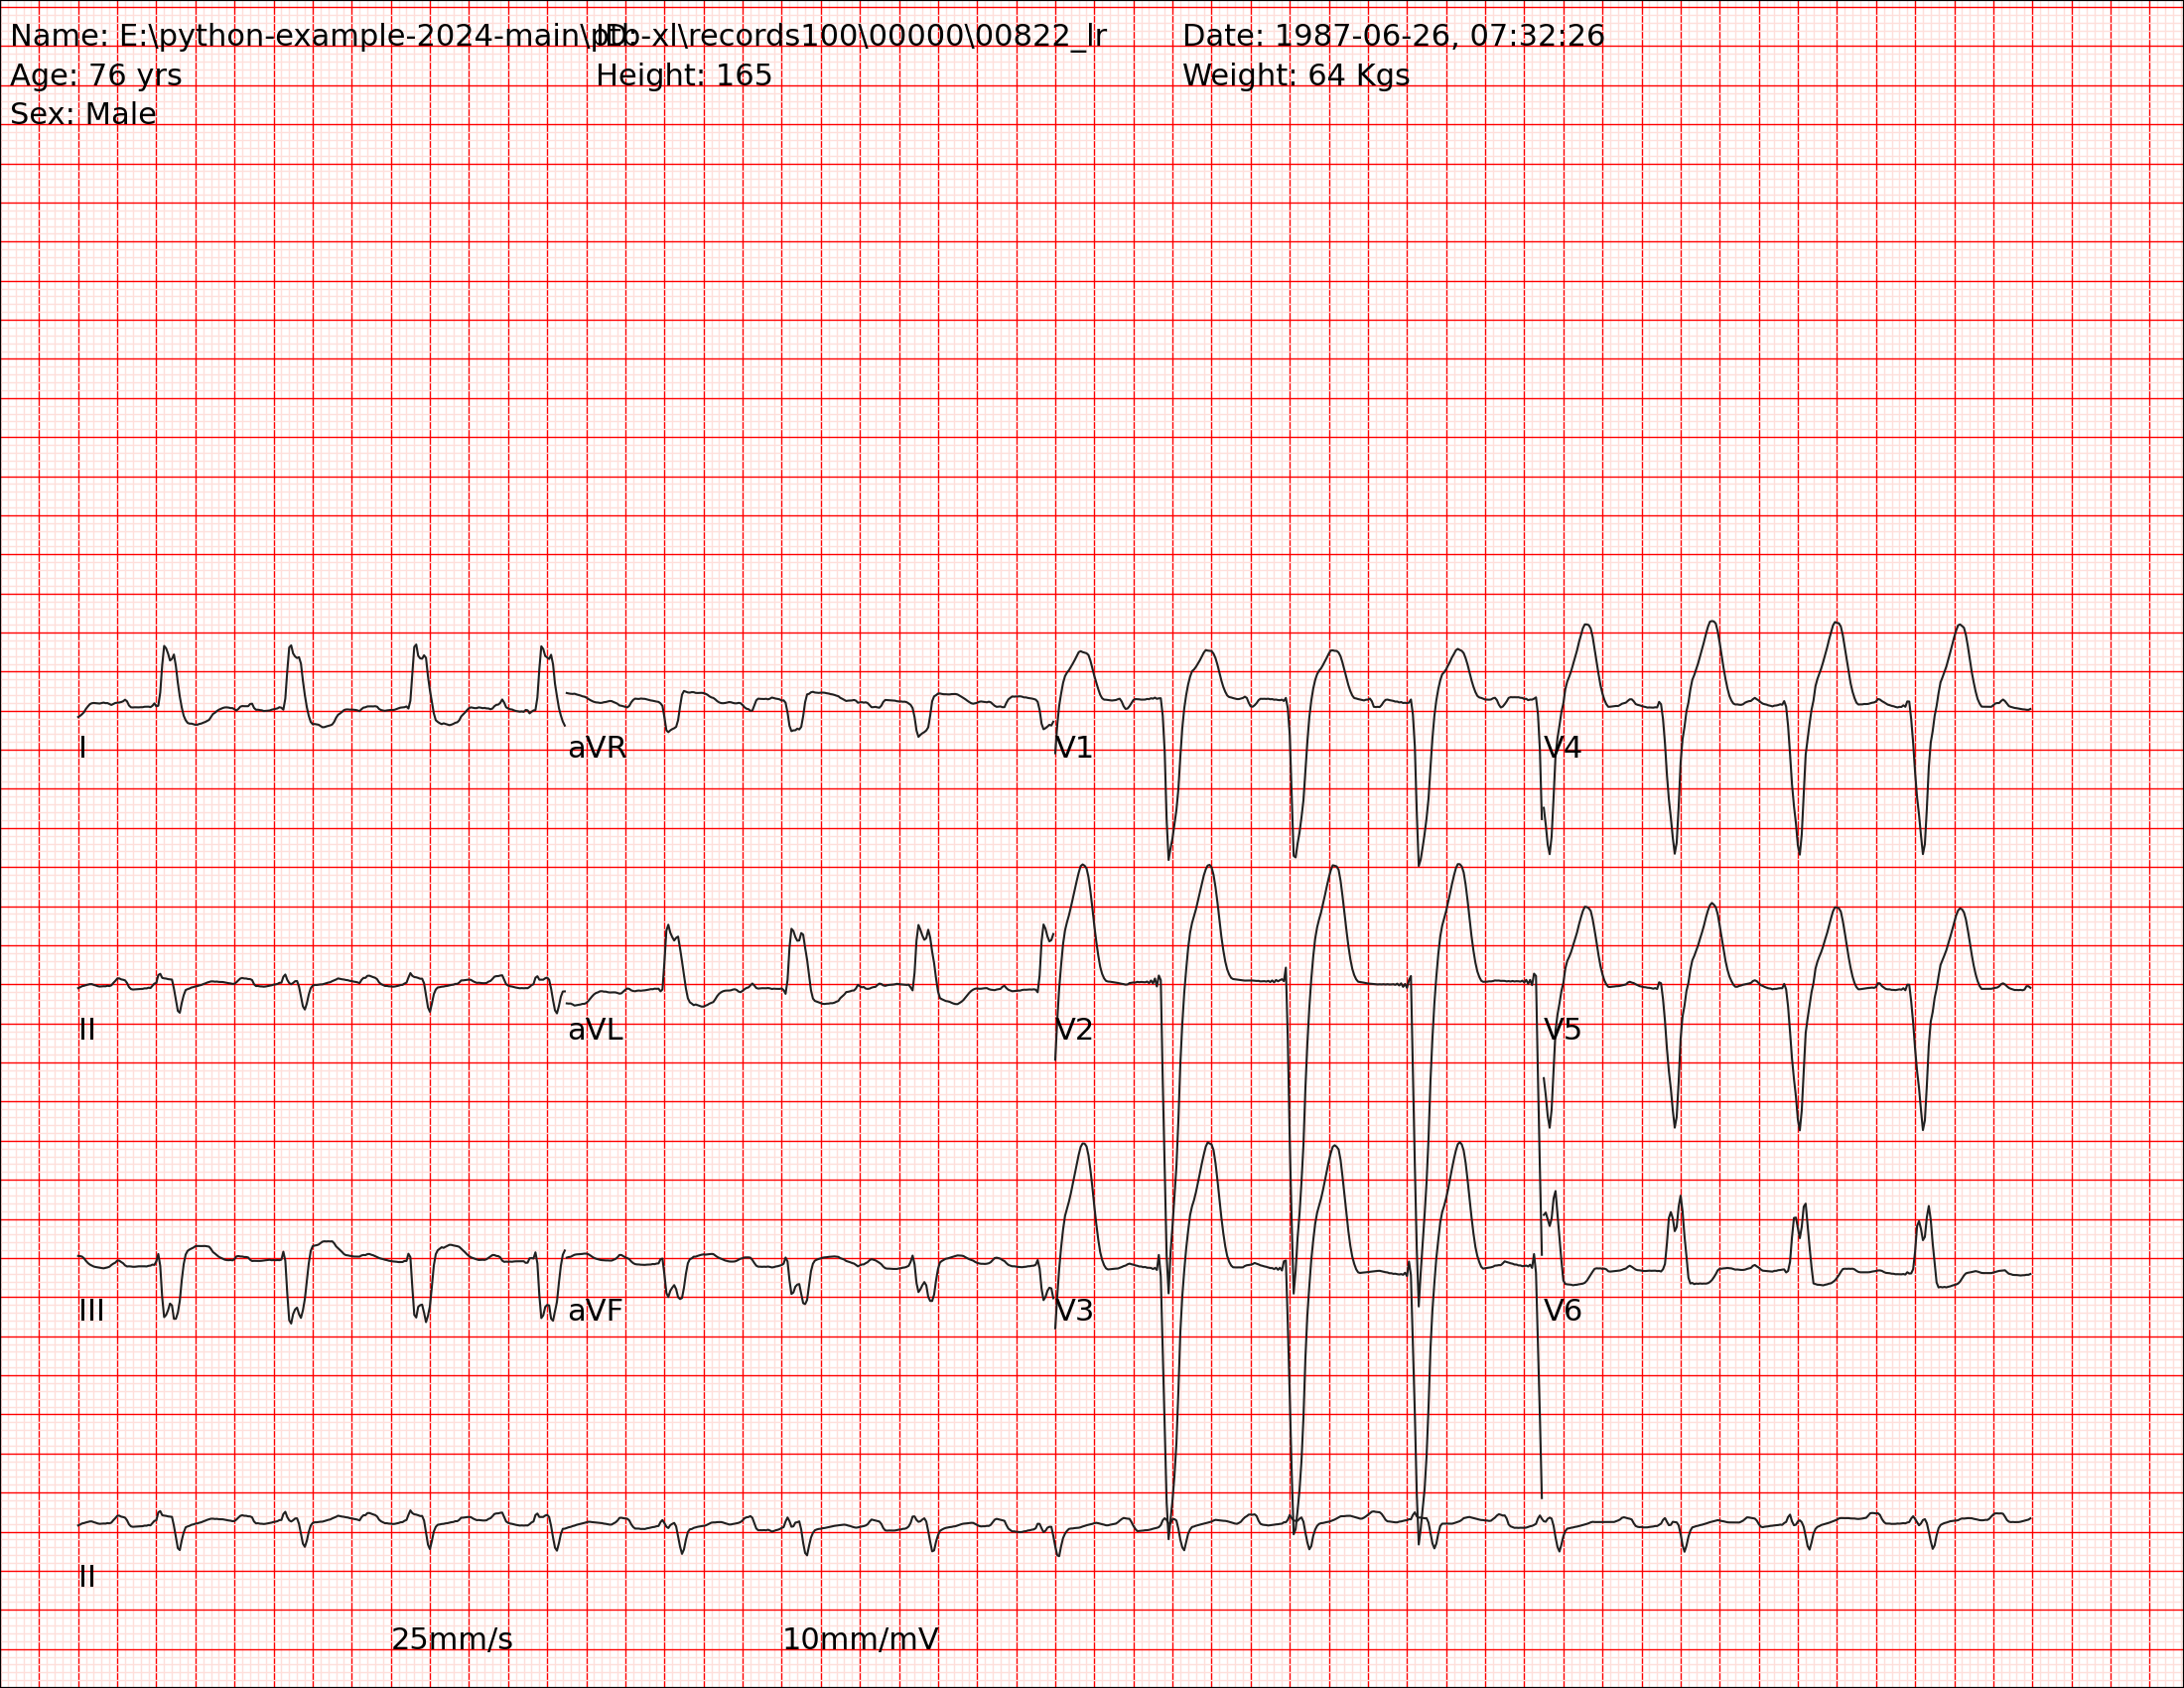 Name: E:\python-example-2024-main\ptb-xl\records100\00000\00822_lr ID: Date: 1987-06-26, 07:32:26
Age: 76 yrs Height: 165 Weight: 64 Kgs
Sex: Male
I aVR V1 V4
II aVL V2 V5
III aVF V3 V6
II
25mm/s 10mm/mV